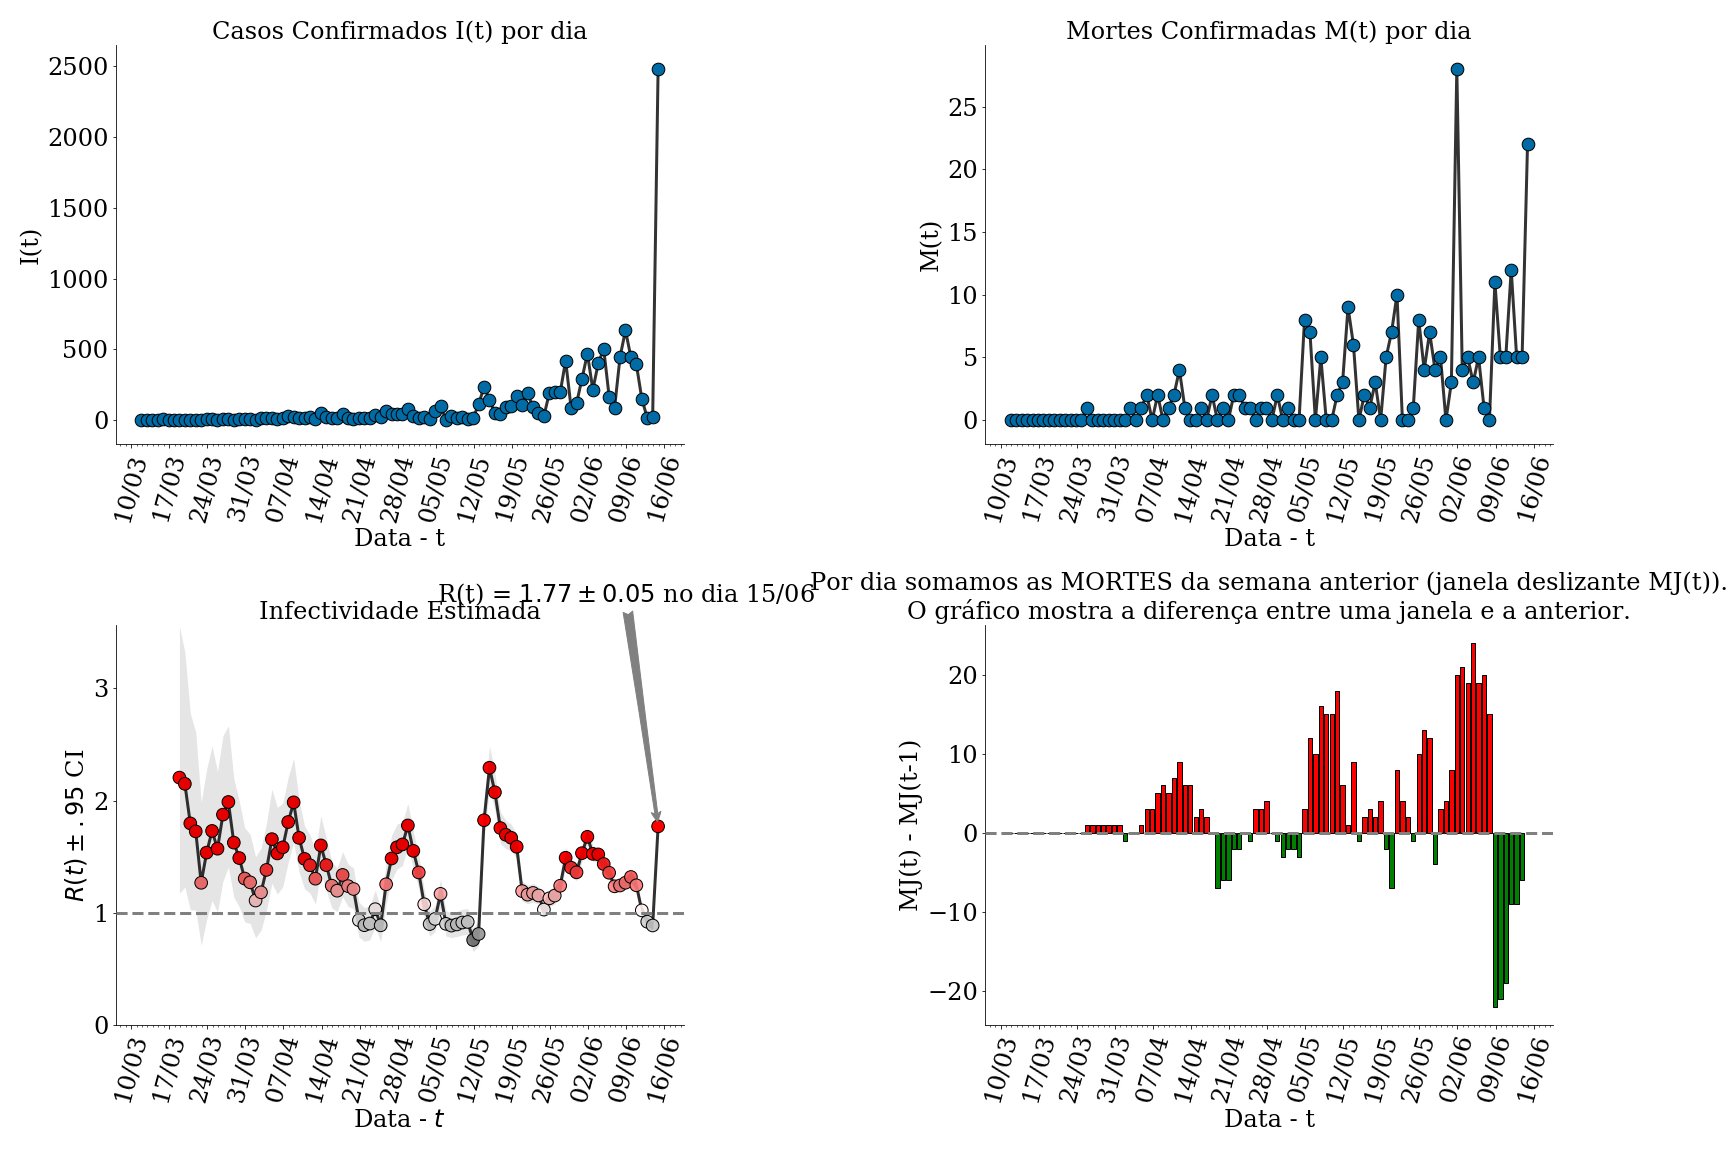 Casos Confirmados I(t) por dia
2500
2000
1500
1000
500
0
I(t)
10/03 17/03 24/03 31/03 07/04 14/04 21/04 28/04 05/05 12/05 19/05 26/05 02/06 09/06 16/06
Data - t
Mortes Confirmadas M(t) por dia
25
20
15
10
5
0
M(t)
10/03 17/03 24/03 31/03 07/04 14/04 21/04 28/04 05/05 12/05 19/05 26/05 02/06 09/06 16/06
Data - t
R(t) = 1.77 ± 0.05 no dia 15/06
Infectividade Estimada
3
2
1
0
R(t) ± .95 CI
10/03 17/03 24/03 31/03 07/04 14/04 21/04 28/04 05/05 12/05 19/05 26/05 02/06 09/06 16/06
Data - t
Por dia somamos as MORTES da semana anterior (janela deslizante MJ(t)).
O gráfico mostra a diferença entre uma janela e a anterior.
20
10
0
−10
−20
MJ(t) - MJ(t-1)
10/03 17/03 24/03 31/03 07/04 14/04 21/04 28/04 05/05 12/05 19/05 26/05 02/06 09/06 16/06
Data - t